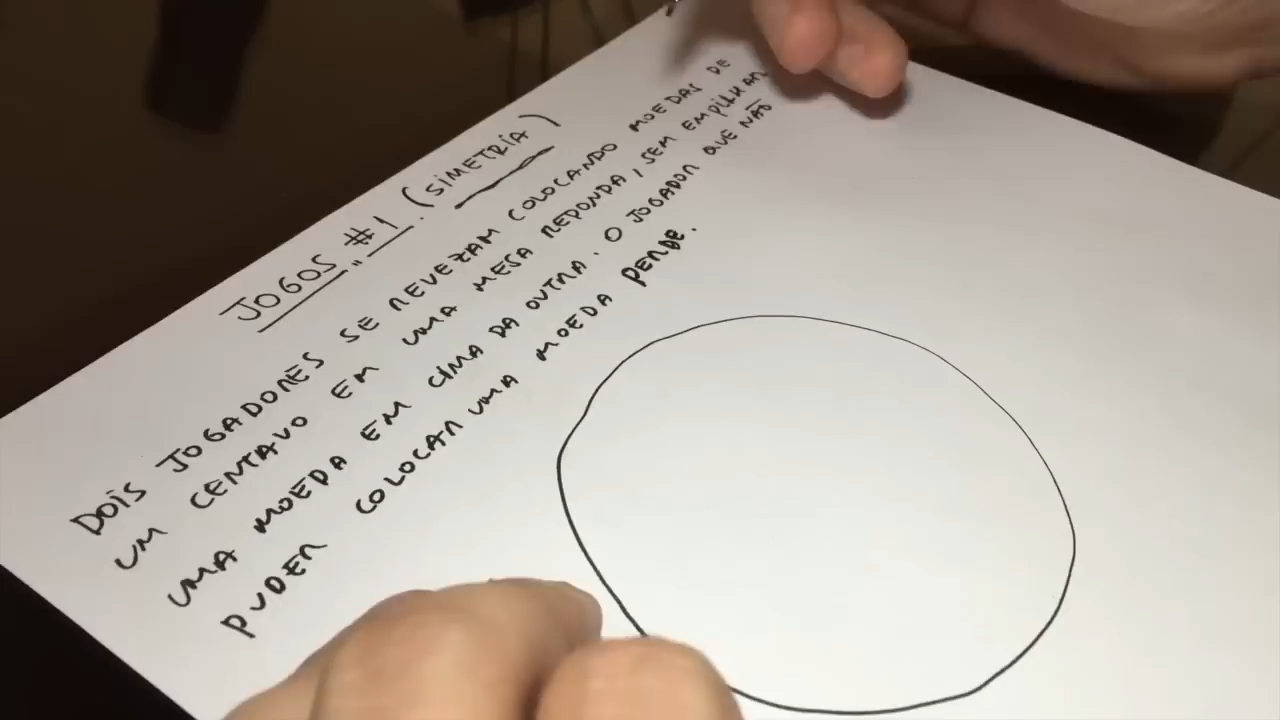 JOGOS "#1". (SIMETRIA)
DOIS JOGADORES SE REVEZAM COLOCANDO MOEDAS DE
UM CENTAVO EM UMA MESA REDONDA, SEM EMPILHAR
UMA MOEDA EM CIMA DA OUTRA. O JOGADOR QUE NÃO
PUDER COLOCAR UMA MOEDA PERDE.